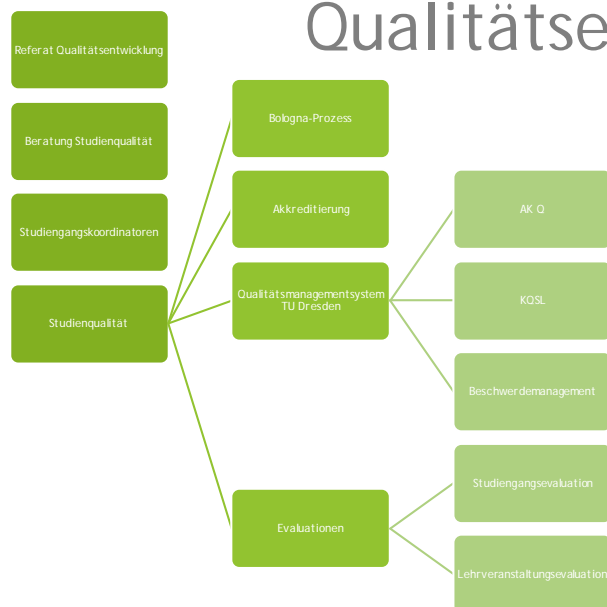 Qualitätse
Referat Qualitätsentwicklung
Beratung Studienqualität
Studiengangskoordinatoren
Studienqualität
Bologna-Prozess
Akkreditierung
Qualitätsmanagementsystem
TU Dresden
Evaluationen
AK Q
KQSL
Beschwerdemanagement
Studiengangsevaluation
Lehrveranstaltungsevaluation